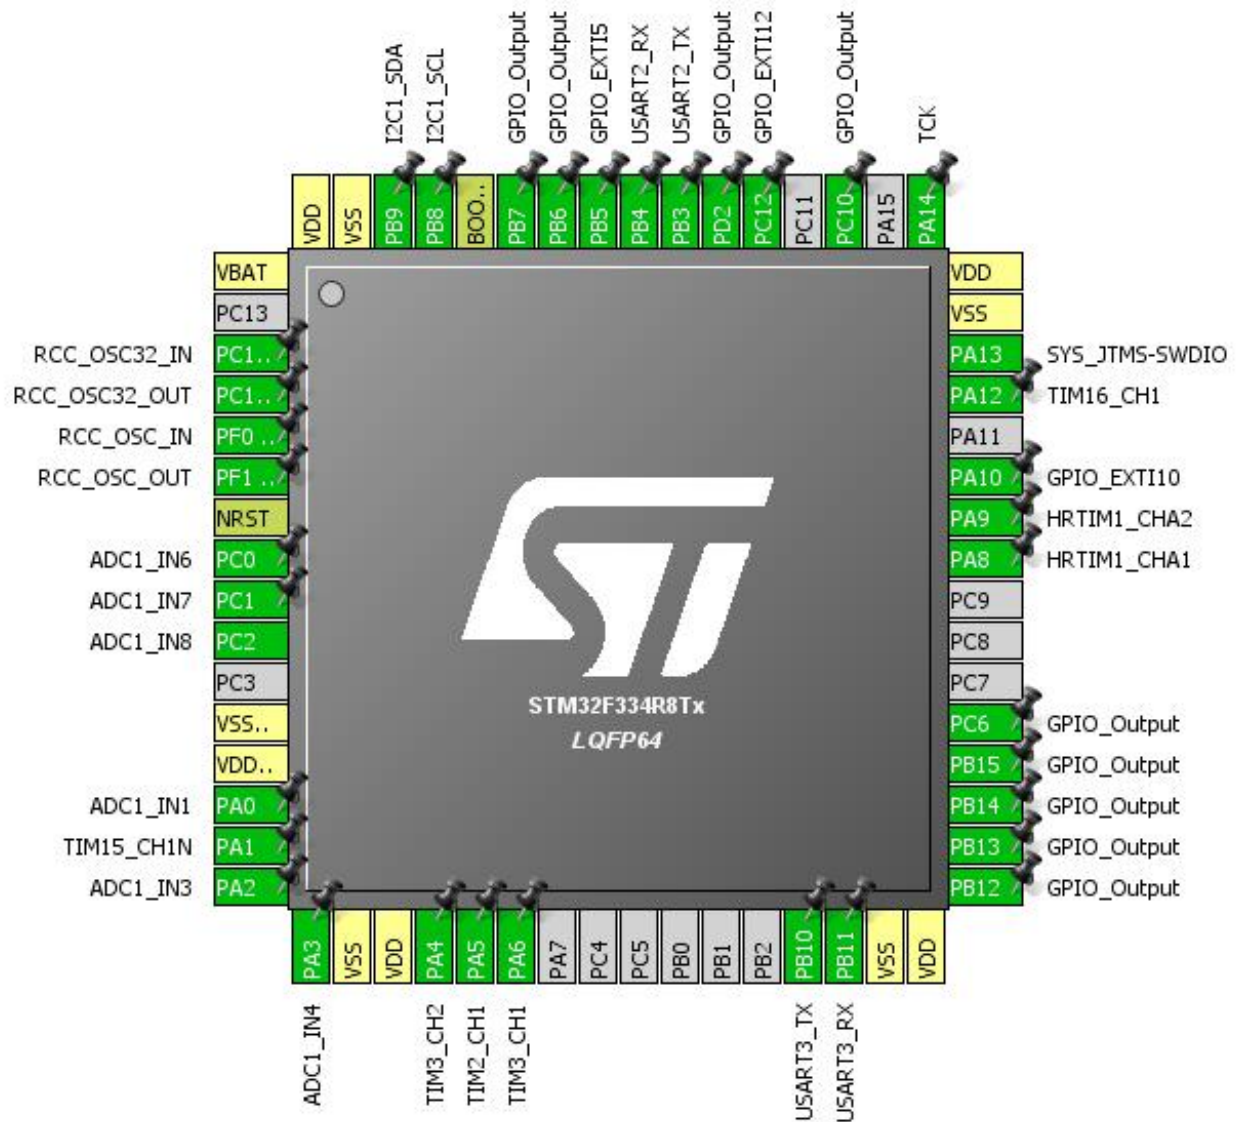 I2C1_SDA
I2C1_SCL
GPIO_Output
GPIO_Output
GPIO_EXTI5
USART2_RX
USART2_TX
GPIO_Output
GPIO_EXTI12
GPIO_Output
TCK
VDD
VSS
PB9
PB8
BOO..
PB7
PB6
PB5
PB4
PB3
PD2
PC12
PC11
PC10
PA15
PA14
VBAT
PC13
RCC_OSC32_IN PC1..
RCC_OSC32_OUT PC1..
RCC_OSC_IN PF0 ..
RCC_OSC_OUT PF1 ..
NRST
ADC1_IN6 PC0
ADC1_IN7 PC1
ADC1_IN8 PC2
PC3
VSS..
VDD..
ADC1_IN1 PA0
TIM15_CH1N PA1
ADC1_IN3 PA2
ST
STM32F334R8Tx
LQFP64
VDD
VSS
PA13 SYS_JTMS-SWDIO
PA12 TIM16_CH1
PA11
PA10 GPIO_EXTI10
PA9 HRTIM1_CHA2
PA8 HRTIM1_CHA1
PC9
PC8
PC7
PC6 GPIO_Output
PB15 GPIO_Output
PB14 GPIO_Output
PB13 GPIO_Output
PB12 GPIO_Output
PA3
VSS
VDD
PA4
PA5
PA6
PA7
PC4
PC5
PB0
PB1
PB2
PB10
PB11
VSS
VDD
ADC1_IN4
TIM3_CH2
TIM2_CH1
TIM3_CH1
USART3_TX
USART3_RX